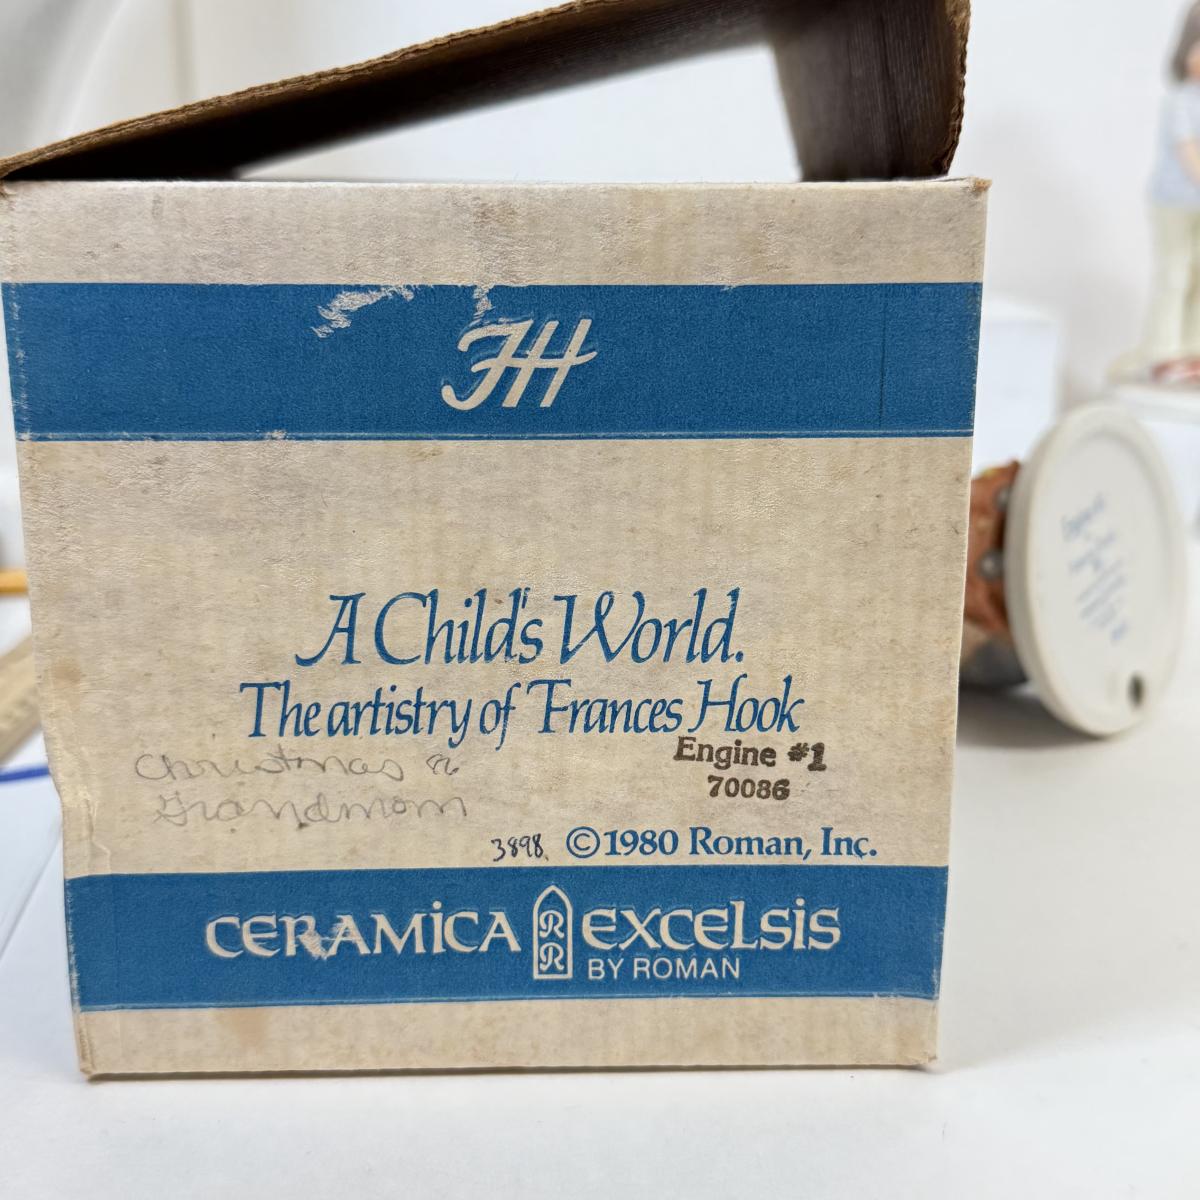 FH
A Child's World.
The artistry of Frances Hook
Engine #1
70086
Christmas
Grandmom
3898 ©1980 Roman, Inc.
CERAMICA RR EXCELSIS
BY ROMAN